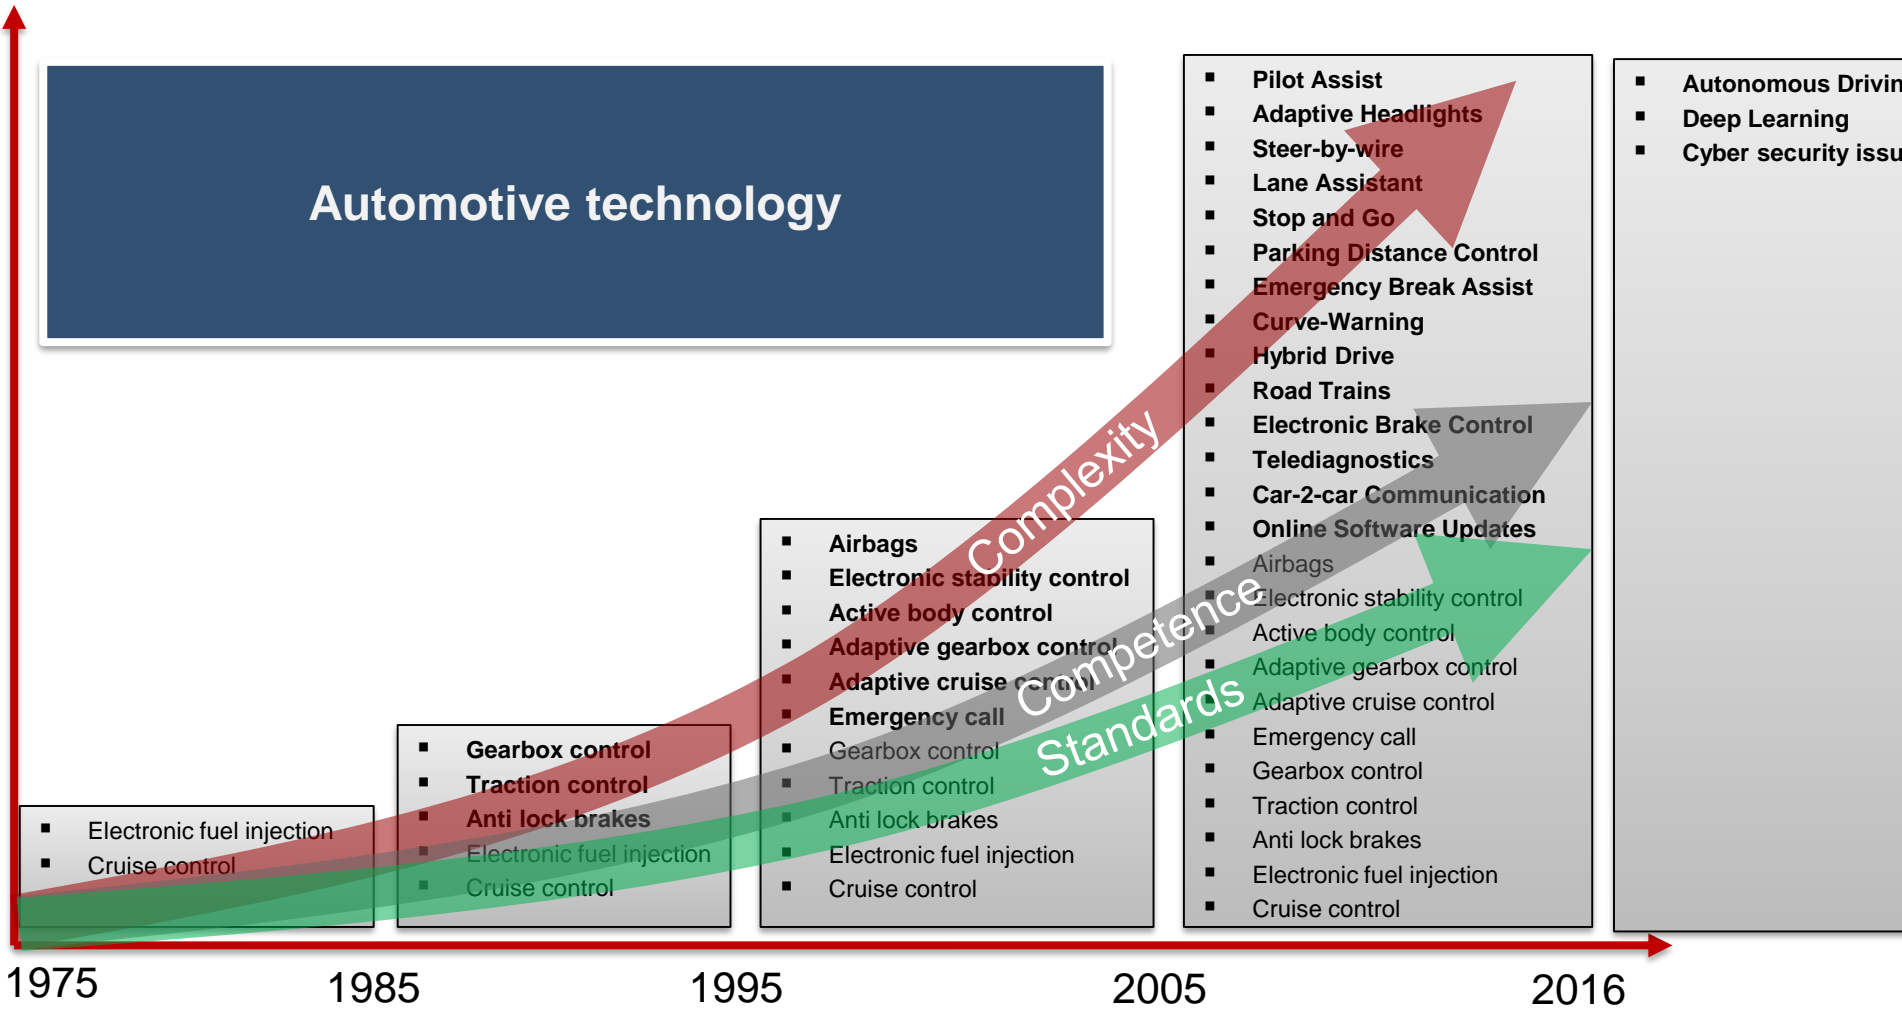 Automotive technology
Electronic fuel injection
Cruise control
Gearbox control
Traction control
Anti lock brakes
Electronic fuel injection
Cruise control
Airbags
Electronic stability control
Active body control
Adaptive gearbox control
Adaptive cruise control
Emergency call
Gearbox control
Traction control
Anti lock brakes
Electronic fuel injection
Cruise control
Pilot Assist
Adaptive Headlights
Steer-by-wire
Lane Assistant
Stop and Go
Parking Distance Control
Emergency Break Assist
Curve-Warning
Hybrid Drive
Road Trains
Electronic Brake Control
Telediagnostics
Car-2-car Communication
Online Software Updates
Airbags
Electronic stability control
Active body control
Adaptive gearbox control
Adaptive cruise control
Emergency call
Gearbox control
Traction control
Anti lock brakes
Electronic fuel injection
Cruise control
Autonomous Drivin
Deep Learning
Cyber security issu
Complexity
Competence
Standards
1975
1985
1995
2005
2016